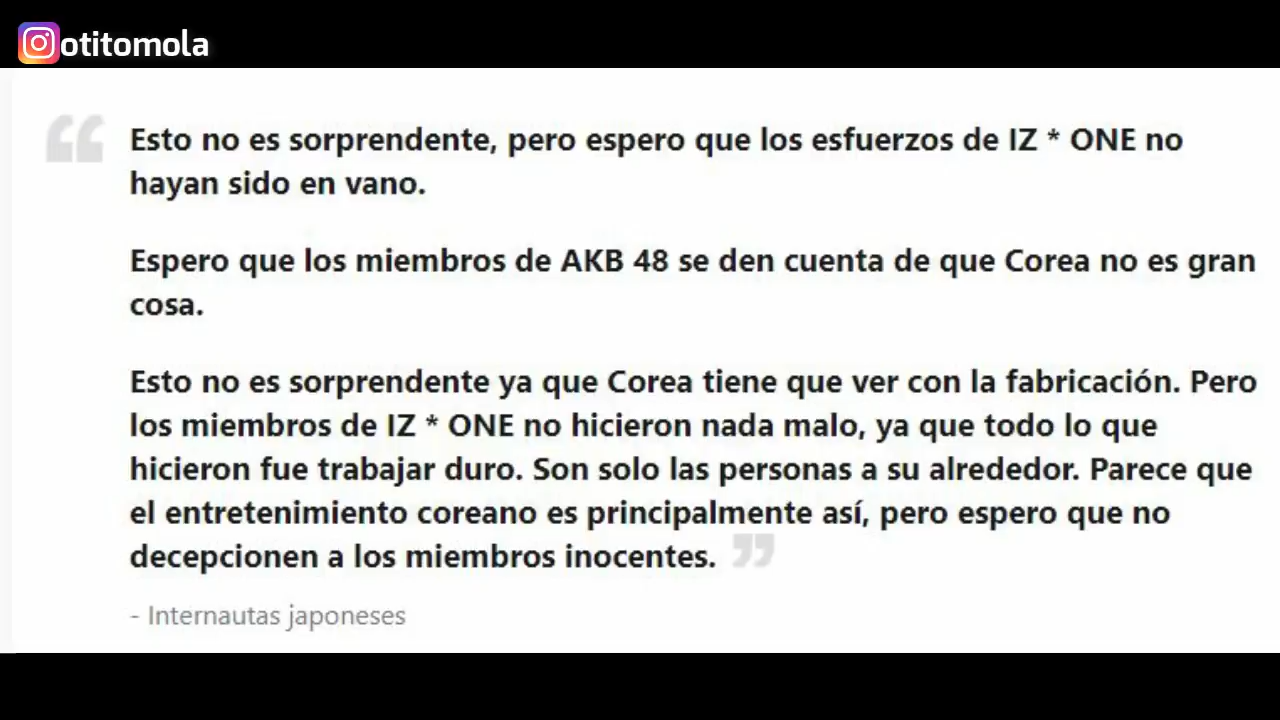 otitomola
Esto no es sorprendente, pero espero que los esfuerzos de IZ * ONE no
hayan sido en vano.
Espero que los miembros de AKB 48 se den cuenta de que Corea no es gran
cosa.
Esto no es sorprendente ya que Corea tiene que ver con la fabricación. Pero
los miembros de IZ * ONE no hicieron nada malo, ya que todo lo que
hicieron fue trabajar duro. Son solo las personas a su alrededor. Parece que
el entretenimiento coreano es principalmente así, pero espero que no
decepcionen a los miembros inocentes.
- Internautas japoneses